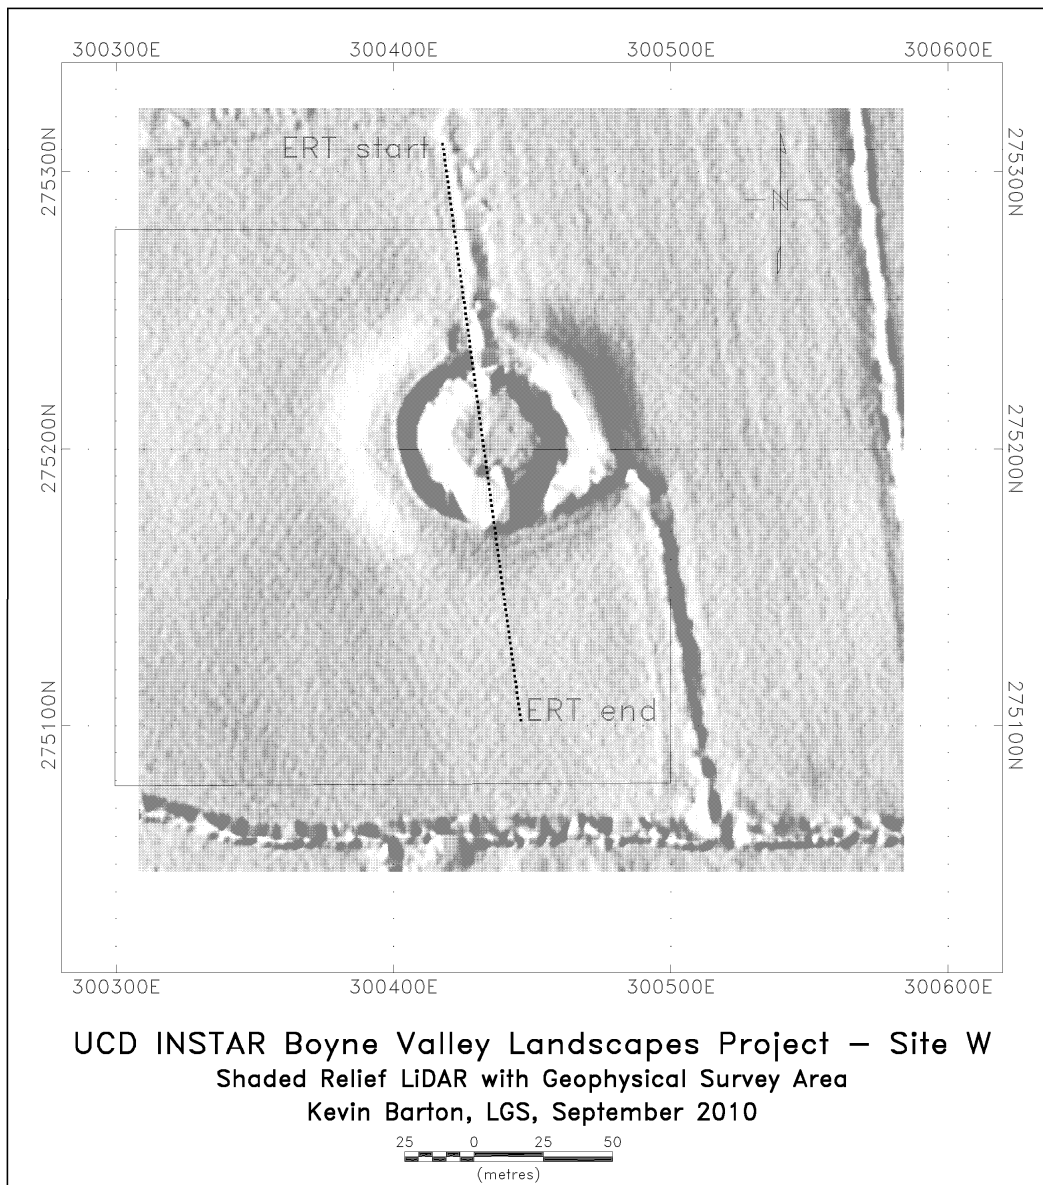 300300E 300400E 300500E 300600E
ERT start
275300N 275300N
N
275200N 275200N
ERT end
275100N 275100N
300300E 300400E 300500E 300600E
UCD INSTAR Boyne Valley Landscapes Project – Site W
Shaded Relief LiDAR with Geophysical Survey Area
Kevin Barton, LGS, September 2010
25 0 25 50
(metres)